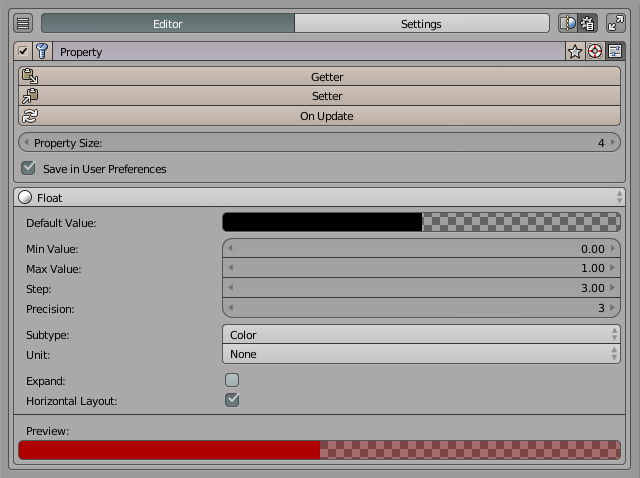 Editor Settings
Property
Getter
Setter
On Update
Property Size: 4
Save in User Preferences
Float
Default Value:
Min Value: 0.00
Max Value: 1.00
Step: 3.00
Precision: 3
Subtype: Color
Unit: None
Expand:
Horizontal Layout:
Preview: